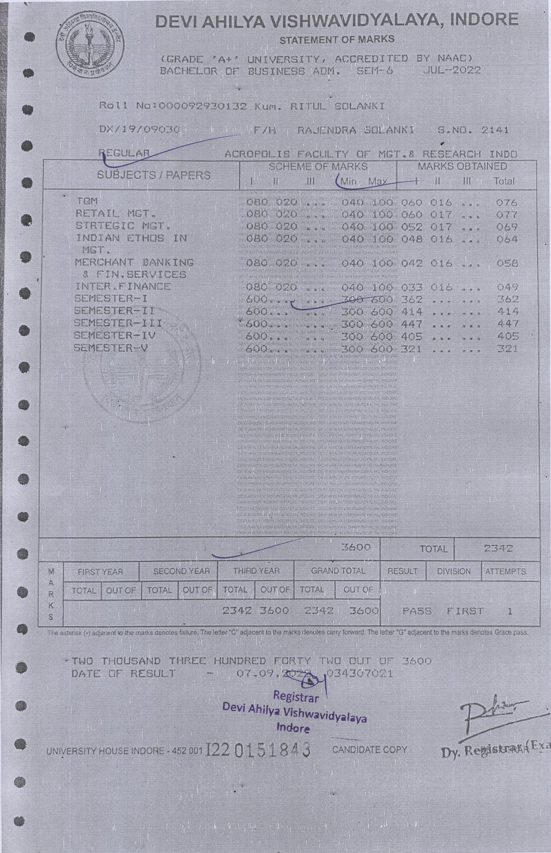 DEVI AHILYA VISHWAVIDYALAYA, INDORE
STATEMENT OF MARKS
(GRADE 'A+' UNIVERSITY, ACCREDITED BY NAAC)
BACHELOR OF BUSINESS ADM. SEM-6 JUL-2022
Roll No:000092930132 Kum. RITUL SOLANKI
DX/19/09030 F/H RAJENDRA SOLANKI S.NO. 2141
REGULAR ACROPOLIS FACULTY OF MGT.& RESEARCH INDO
SUBJECTS / PAPERS SCHEME OF MARKS MARKS OBTAINED
I II III Min Max I II III Total
TQM 080 020 ... 040 100 060 016 ... 076
RETAIL MGT. 080 020 ... 040 100 060 017 ... 077
STRTEGIC MGT. 080 020 ... 040 100 052 017 ... 069
INDIAN ETHOS IN 080 020 ... 040 100 048 016 ... 064
MGT.
MERCHANT BANKING 080 020 ... 040 100 042 016 ... 058
& FIN.SERVICES
INTER.FINANCE 080 020 ... 040 100 033 016 ... 049
SEMESTER-I 600... ... 300 600 362 ... ... 362
SEMESTER-II 600... ... 300 600 414 ... ... 414
SEMESTER-III 600... ... 300 600 447 ... ... 447
SEMESTER-IV 600... ... 300 600 405 ... ... 405
SEMESTER-V 600... ... 300 600 321 ... ... 321
3600 TOTAL 2342
MARKS FIRST YEAR SECOND YEAR THIRD YEAR GRAND TOTAL RESULT DIVISION ATTEMPTS
TOTAL OUT OF TOTAL OUT OF TOTAL OUT OF TOTAL OUT OF
2342 3600 2342 3600 PASS FIRST 1
The asterisk (*) adjacent to the marks denotes failure. The letter "C" adjacent to the marks denotes carry forward. The letter "G" adjacent to the marks denotes Grace pass.
*TWO THOUSAND THREE HUNDRED FORTY TWO OUT OF 3600
DATE OF RESULT - 07.09.2022 034307021
Registrar
Devi Ahilya Vishwavidyalaya
Indore
UNIVERSITY HOUSE INDORE - 452 001 I22 0151843 CANDIDATE COPY
Dy. Registrar (Exa